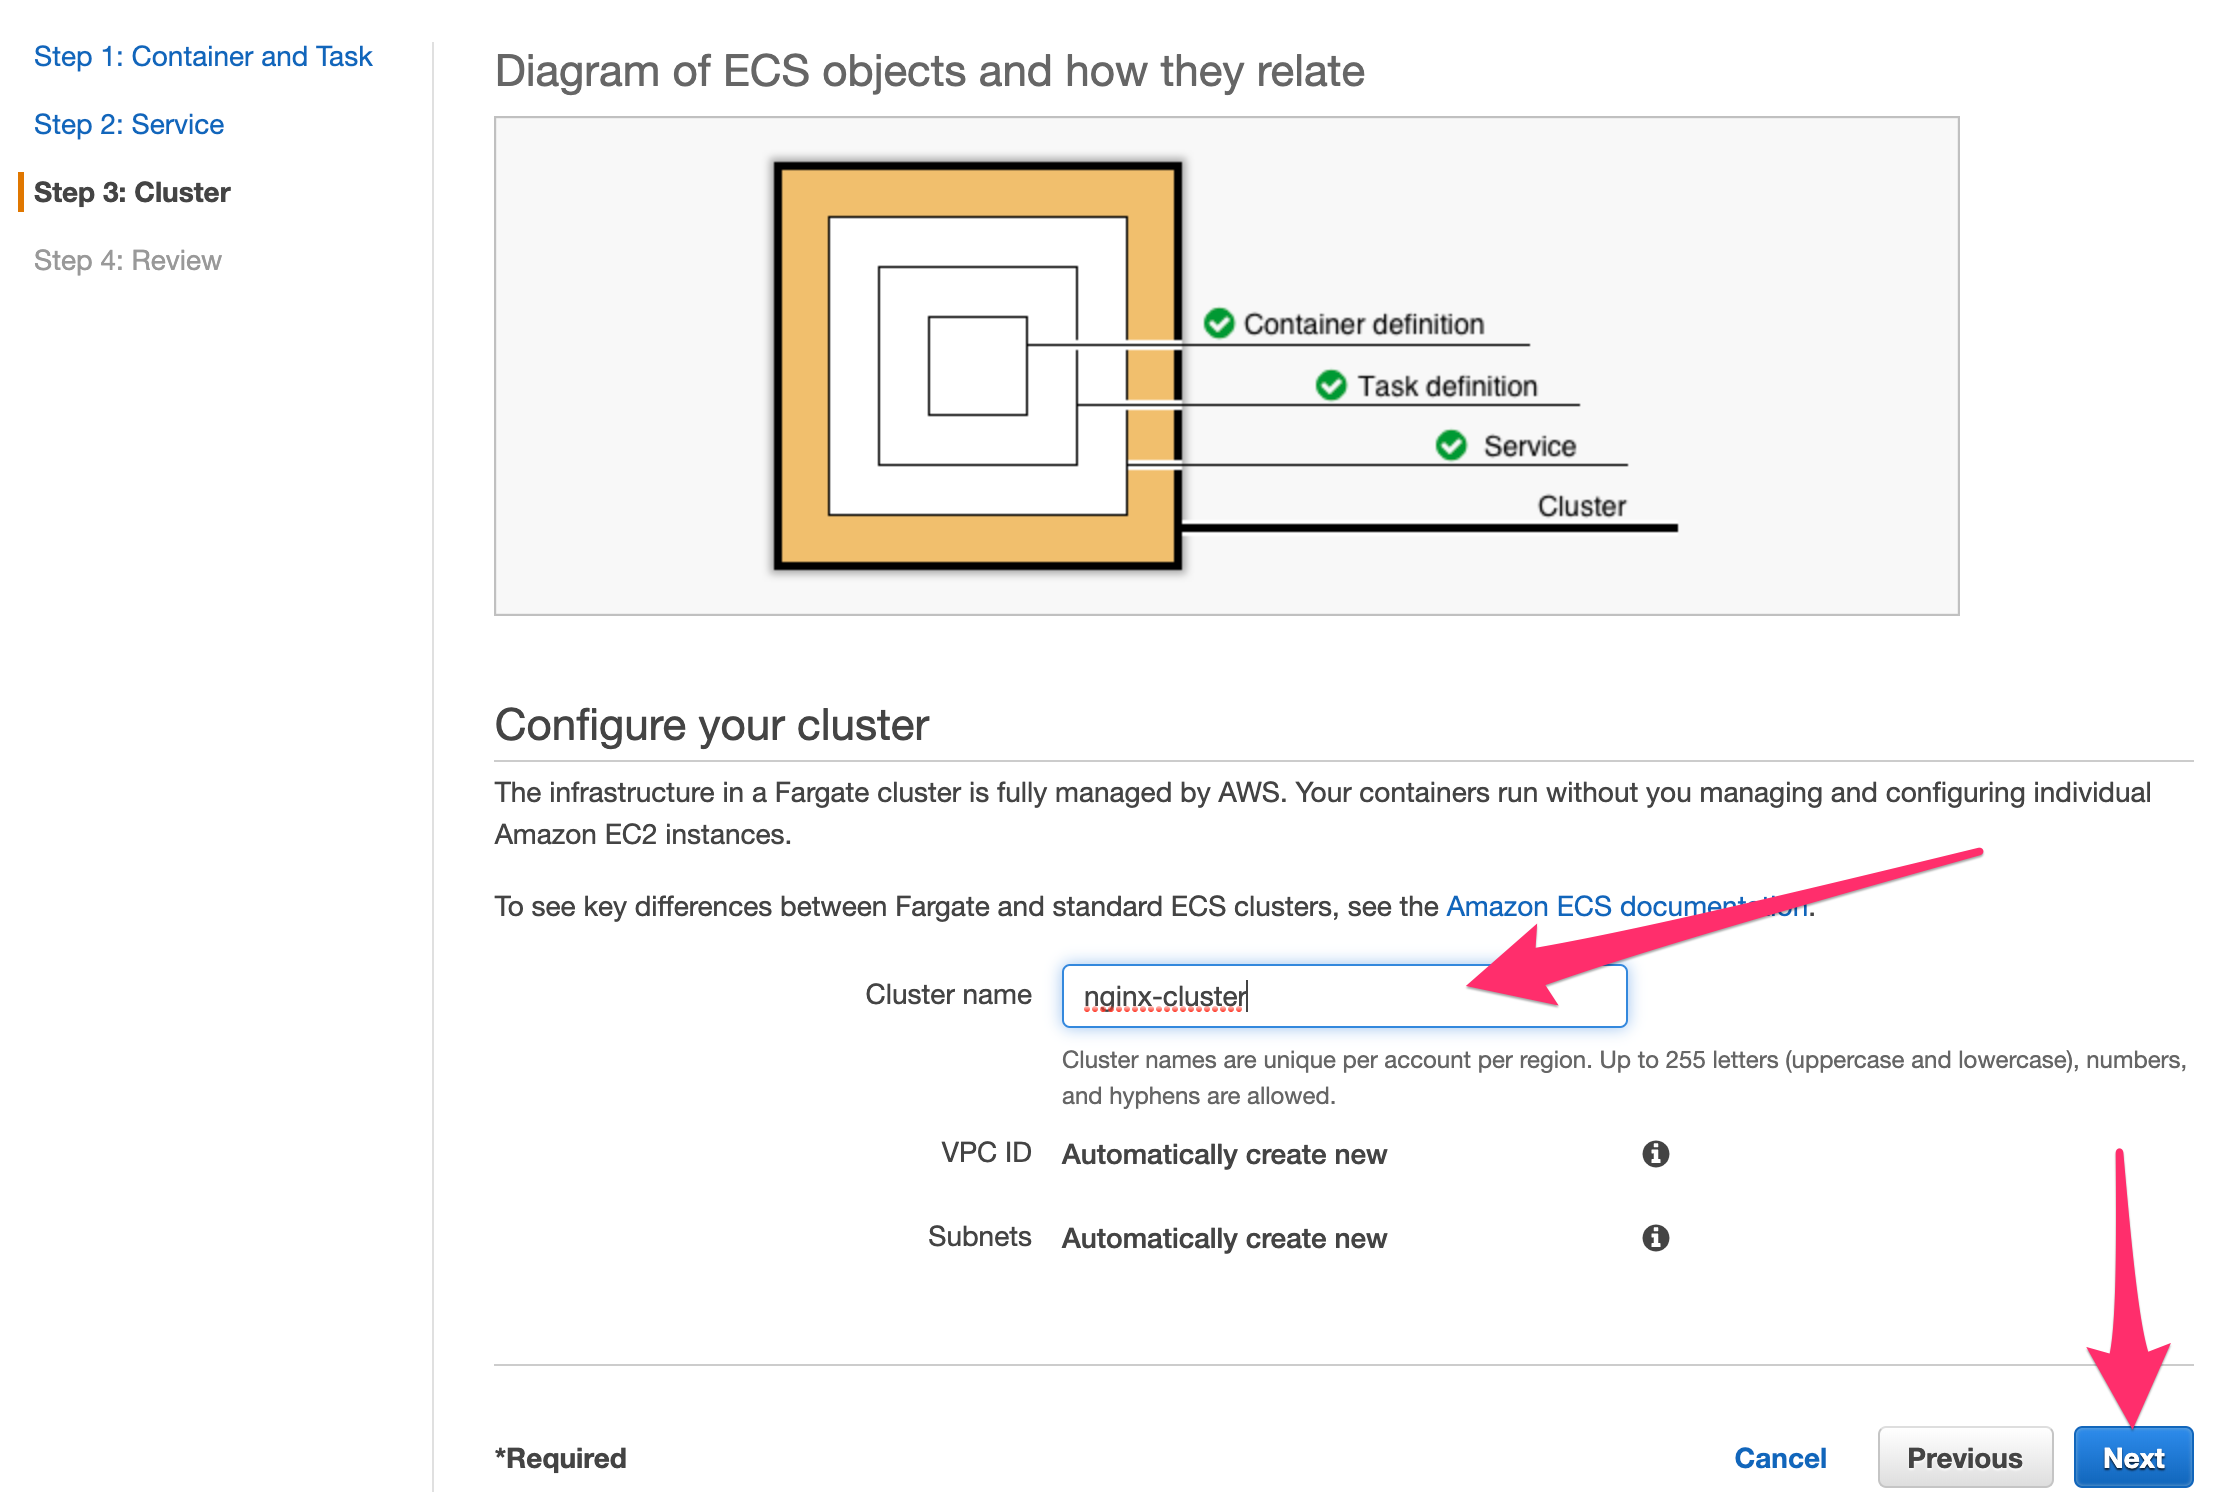 Step 1: Container and Task
Step 2: Service
Step 3: Cluster
Step 4: Review
Diagram of ECS objects and how they relate
Container definition
Task definition
Service
Cluster
Configure your cluster
The infrastructure in a Fargate cluster is fully managed by AWS. Your containers run without you managing and configuring individual
Amazon EC2 instances.
To see key differences between Fargate and standard ECS clusters, see the Amazon ECS documentation.
Cluster name
nginx-cluster
Cluster names are unique per account per region. Up to 255 letters (uppercase and lowercase), numbers,
and hyphens are allowed.
VPC ID Automatically create new
Subnets Automatically create new
*Required
Cancel
Previous
Next